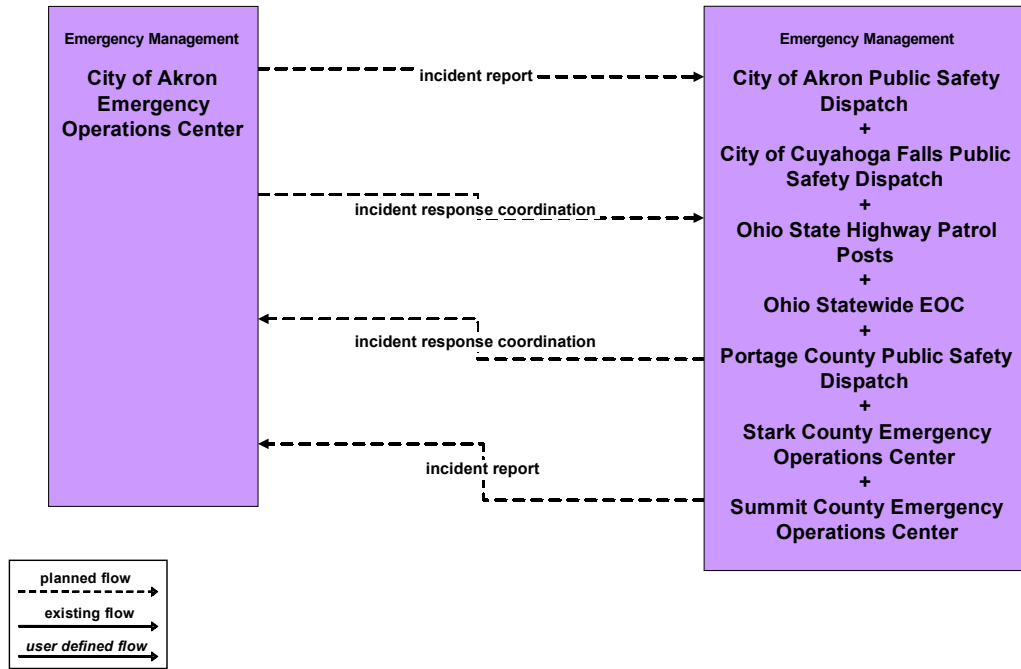 Emergency Management
City of Akron
Emergency
Operations Center
incident report
incident response coordination
incident response coordination
incident report
Emergency Management
City of Akron Public Safety
Dispatch
+
City of Cuyahoga Falls Public
Safety Dispatch
+
Ohio State Highway Patrol
Posts
+
Ohio Statewide EOC
+
Portage County Public Safety
Dispatch
+
Stark County Emergency
Operations Center
+
Summit County Emergency
Operations Center
planned flow
existing flow
user defined flow